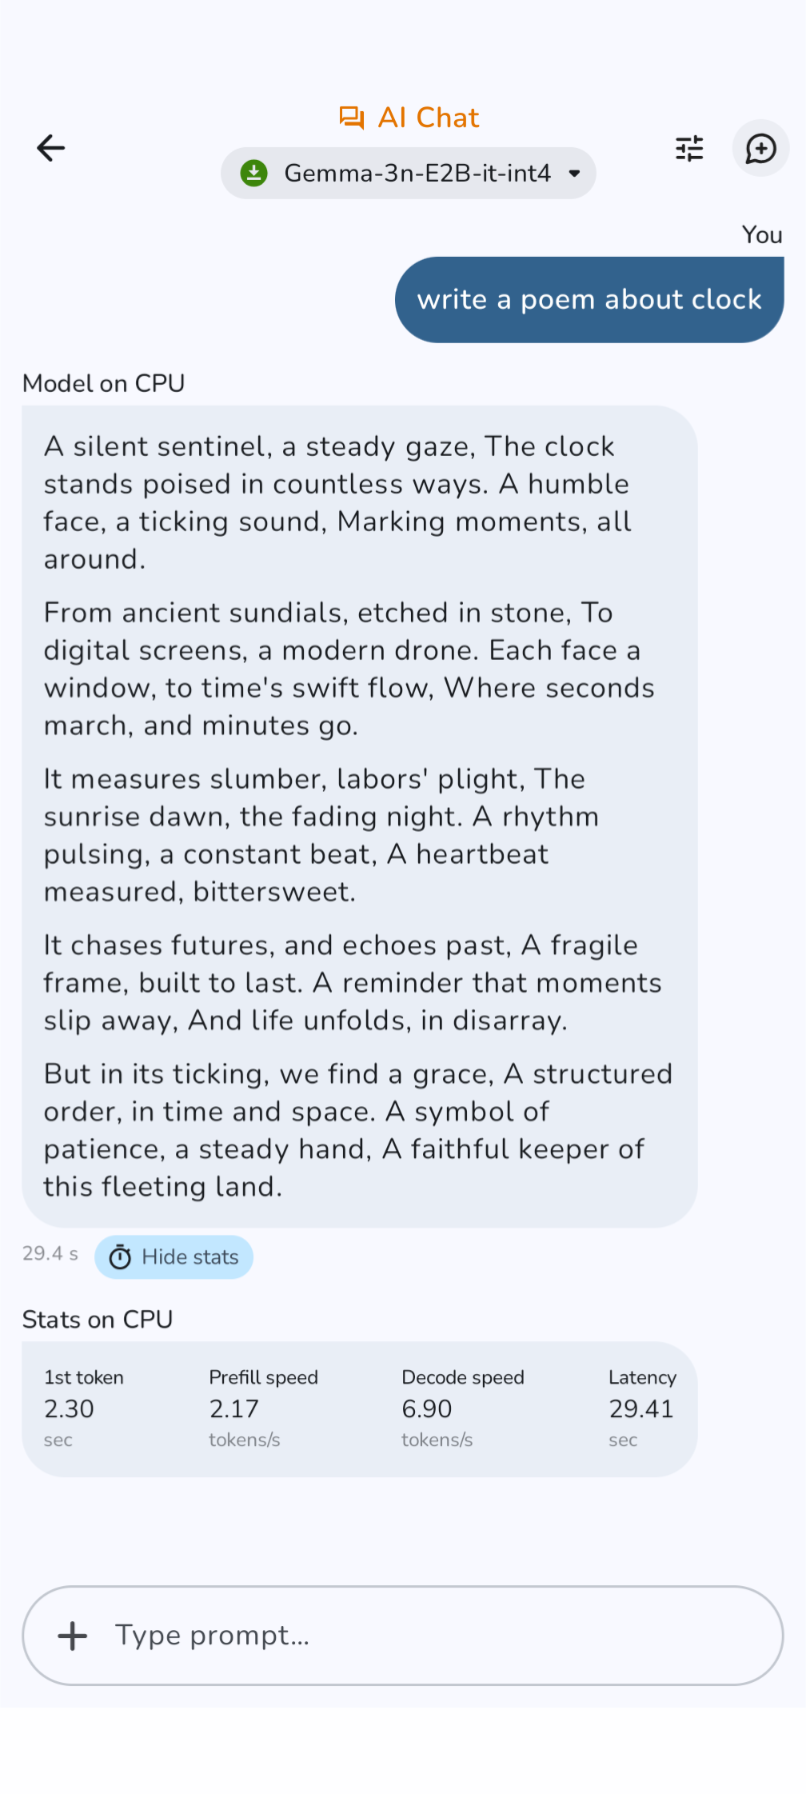 AI Chat
Gemma-3n-E2B-it-int4
You
write a poem about clock
Model on CPU
A silent sentinel, a steady gaze, The clock
stands poised in countless ways. A humble
face, a ticking sound, Marking moments, all
around.
From ancient sundials, etched in stone, To
digital screens, a modern drone. Each face a
window, to time's swift flow, Where seconds
march, and minutes go.
It measures slumber, labors' plight, The
sunrise dawn, the fading night. A rhythm
pulsing, a constant beat, A heartbeat
measured, bittersweet.
It chases futures, and echoes past, A fragile
frame, built to last. A reminder that moments
slip away, And life unfolds, in disarray.
But in its ticking, we find a grace, A structured
order, in time and space. A symbol of
patience, a steady hand, A faithful keeper of
this fleeting land.
29.4 s Hide stats
Stats on CPU
1st token Prefill speed Decode speed Latency
2.30 2.17 6.90 29.41
sec tokens/s tokens/s sec
Type prompt...